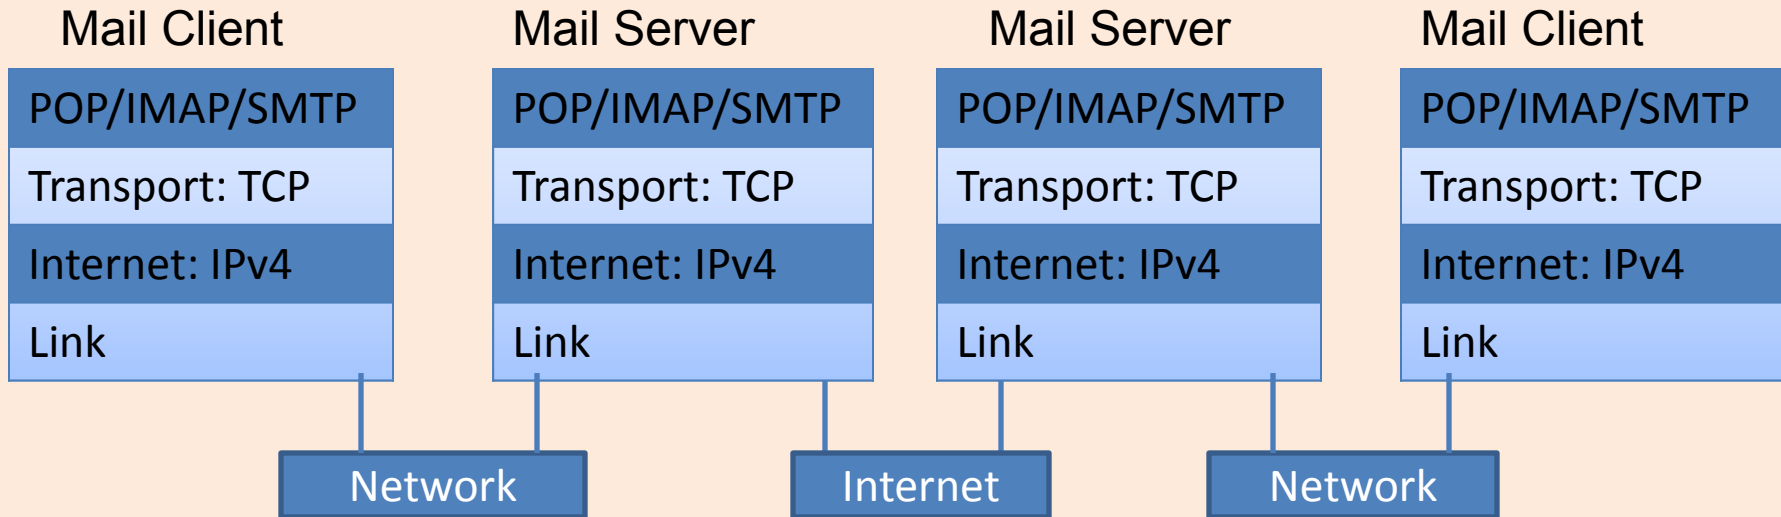 Mail Client
Mail Server
Mail Server
Mail Client
POP/IMAP/SMTP
POP/IMAP/SMTP
POP/IMAP/SMTP
POP/IMAP/SMTP
Transport: TCP
Transport: TCP
Transport: TCP
Transport: TCP
Internet: IPv4
Internet: IPv4
Internet: IPv4
Internet: IPv4
Link
Link
Link
Link
Network
Internet
Network